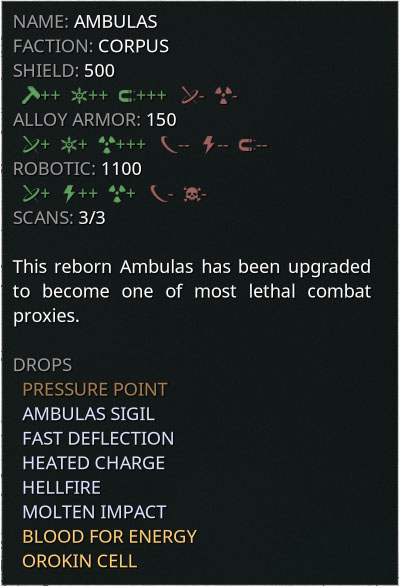 NAME: AMBULAS
FACTION: CORPUS
SHIELD: 500
++ ++ +++ - -
ALLOY ARMOR: 150
+ + +++ -- -- --
ROBOTIC: 1100
+ ++ + - -
SCANS: 3/3
This reborn Ambulas has been upgraded
to become one of most lethal combat
proxies.
DROPS
PRESSURE POINT
AMBULAS SIGIL
FAST DEFLECTION
HEATED CHARGE
HELLFIRE
MOLTEN IMPACT
BLOOD FOR ENERGY
OROKIN CELL